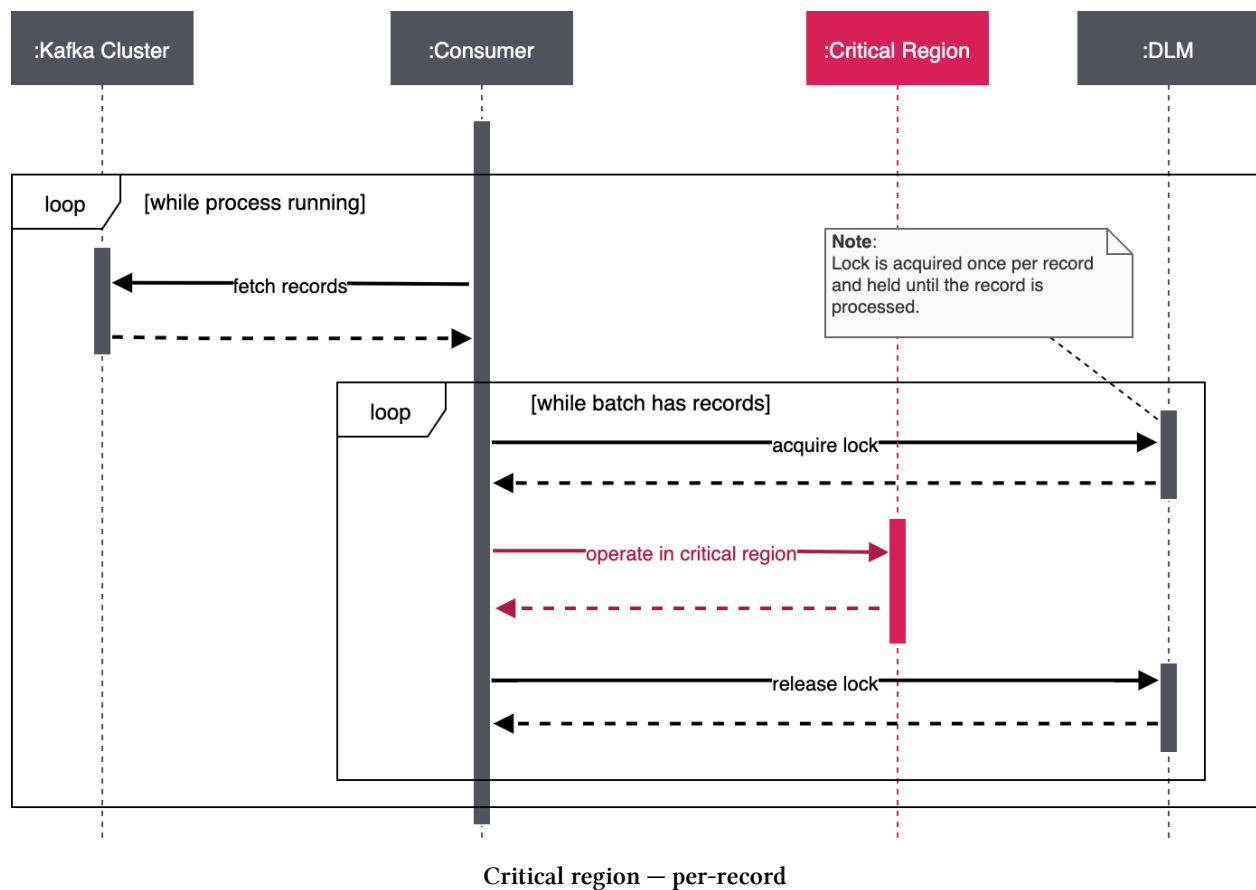 :Kafka Cluster
:Consumer
:Critical Region
:DLM
loop
[while process running]
Note:
Lock is acquired once per record
and held until the record is
processed.
fetch records
loop
[while batch has records]
acquire lock
operate in critical region
release lock
Critical region — per-record